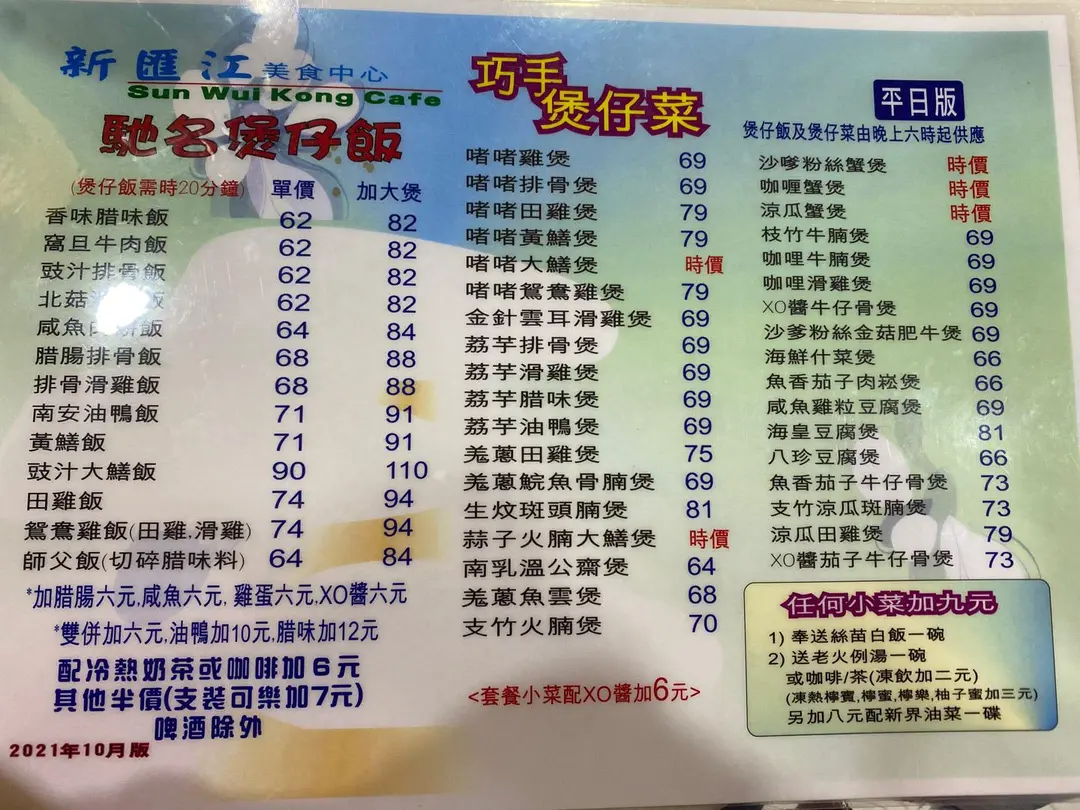 新匯江美食中心
Sun Wui Kong Cafe
馳名煲仔飯
(煲仔飯需時20分鐘) 單價 加大煲
香味腊味飯 62 82
窩旦牛肉飯 62 82
豉汁排骨飯 62 82
北菇 飯 62 82
咸魚肉餅飯 64 84
腊腸排骨飯 68 88
排骨滑雞飯 68 88
南安油鴨飯 71 91
黃鱔飯 71 91
豉汁大鱔飯 90 110
田雞飯 74 94
鴛鴦雞飯(田雞.滑雞) 74 94
師父飯(切碎腊味料) 64 84
*加腊腸六元,咸魚六元, 雞蛋六元,XO醬六元
*雙併加六元,油鴨加10元,腊味加12元
配冷熱奶茶或咖啡加6元
其他半價(支裝可樂加7元)
啤酒除外
2021年10月版
巧手
煲仔菜
啫啫雞煲 69
啫啫排骨煲 69
啫啫田雞煲 79
啫啫黃鱔煲 79
啫啫大鱔煲 時價
啫啫鴛鴦雞煲 79
金針雲耳滑雞煲 69
荔芋排骨煲 69
荔芋滑雞煲 69
荔芋腊味煲 69
荔芋油鴨煲 69
羗蔥田雞煲 75
羗蔥鯇魚骨腩煲 69
生炆斑頭腩煲 81
蒜子火腩大鱔煲 時價
南乳溫公齋煲 64
羗蔥魚雲煲 68
支竹火腩煲 70
<套餐小菜配XO醬加6元>
平日版
煲仔飯及煲仔菜由晚上六時起供應
沙嗲粉絲蟹煲 時價
咖喱蟹煲 時價
涼瓜蟹煲 時價
枝竹牛腩煲 69
咖哩牛腩煲 69
咖哩滑雞煲 69
XO醬牛仔骨煲 69
沙爹粉絲金菇肥牛煲 69
海鮮什菜煲 66
魚香茄子肉崧煲 66
咸魚雞粒豆腐煲 69
海皇豆腐煲 81
八珍豆腐煲 66
魚香茄子牛仔骨煲 73
支竹涼瓜斑腩煲 73
涼瓜田雞煲 79
XO醬茄子牛仔骨煲 73
任何小菜加九元
1) 奉送絲苗白飯一碗
2) 送老火例湯一碗
或咖啡/茶(凍飲加二元)
(凍熱檸賓,檸蜜,檸樂,柚子蜜加三元)
另加八元配新界油菜一碟